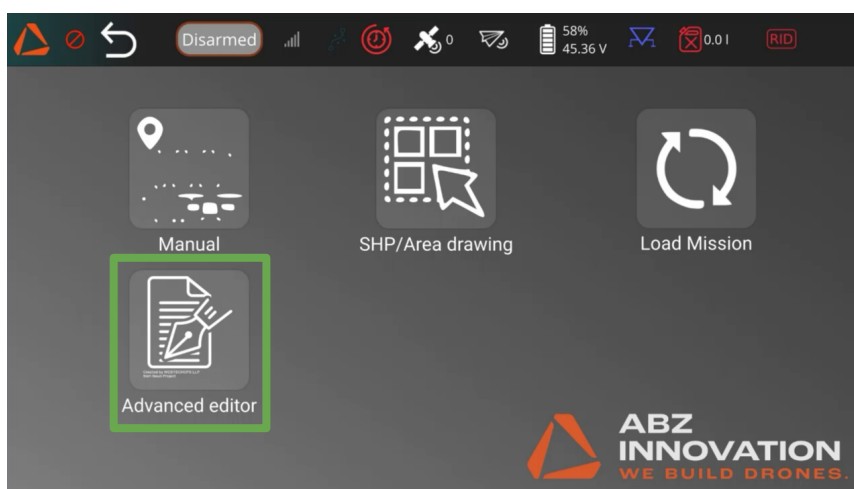 Disarmed
0
58%
45.36 V
0.0 l
RID
Manual
SHP/Area drawing
Load Mission
Advanced editor
ABZ
INNOVATION
WE BUILD DRONES.